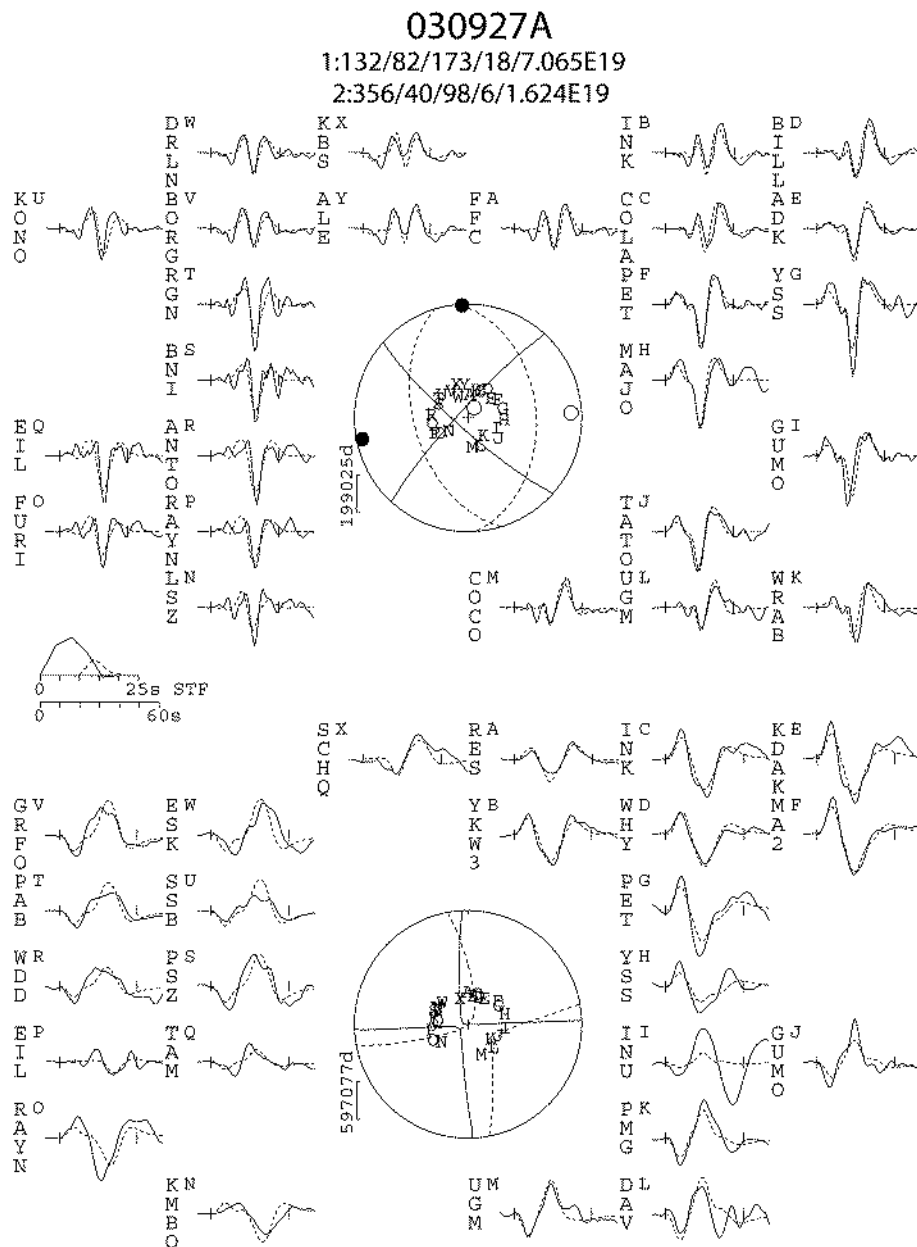 030927A
1:132/82/173/18/7.065E19
2:356/40/98/6/1.624E19
DRLN W
KBS X
INK B
BILL D
KONO U
BORG V
ALE Y
FFC A
COLA C
ADK E
RGN T
PET F
YSS G
BNI S
MAJO H
EIL Q
ANTO R
GUMO I
199025d
FURI O
RAYN P
TATO J
LSZ N
COCO M
UGM L
WRAB K
0 25s STF
0 60s
SCHQ X
RES A
INK C
KDAK E
GRFO V
ESK W
YKW3 B
WHY D
MA2 F
PAB T
SSB U
PET G
WDD R
PSZ S
YSS H
EIL P
TAM Q
INU I
GUMO J
597077d
RAYN O
PMG K
KMBO N
UGM M
DAV L